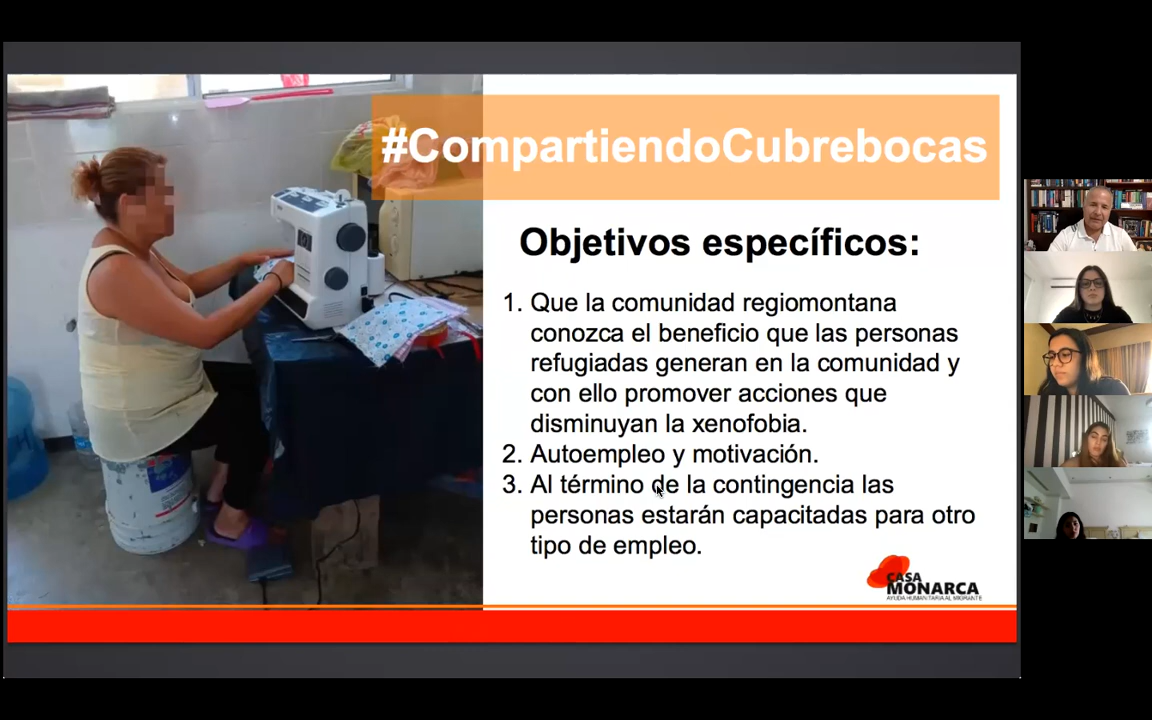 #CompartiendoCubrebocas
Objetivos específicos:
1. Que la comunidad regiomontana
conozca el beneficio que las personas
refugiadas generan en la comunidad y
con ello promover acciones que
disminuyan la xenofobia.
2. Autoempleo y motivación.
3. Al término de la contingencia las
personas estarán capacitadas para otro
tipo de empleo.
CASA
MONARCA
AYUDA HUMANITARIA AL MIGRANTE